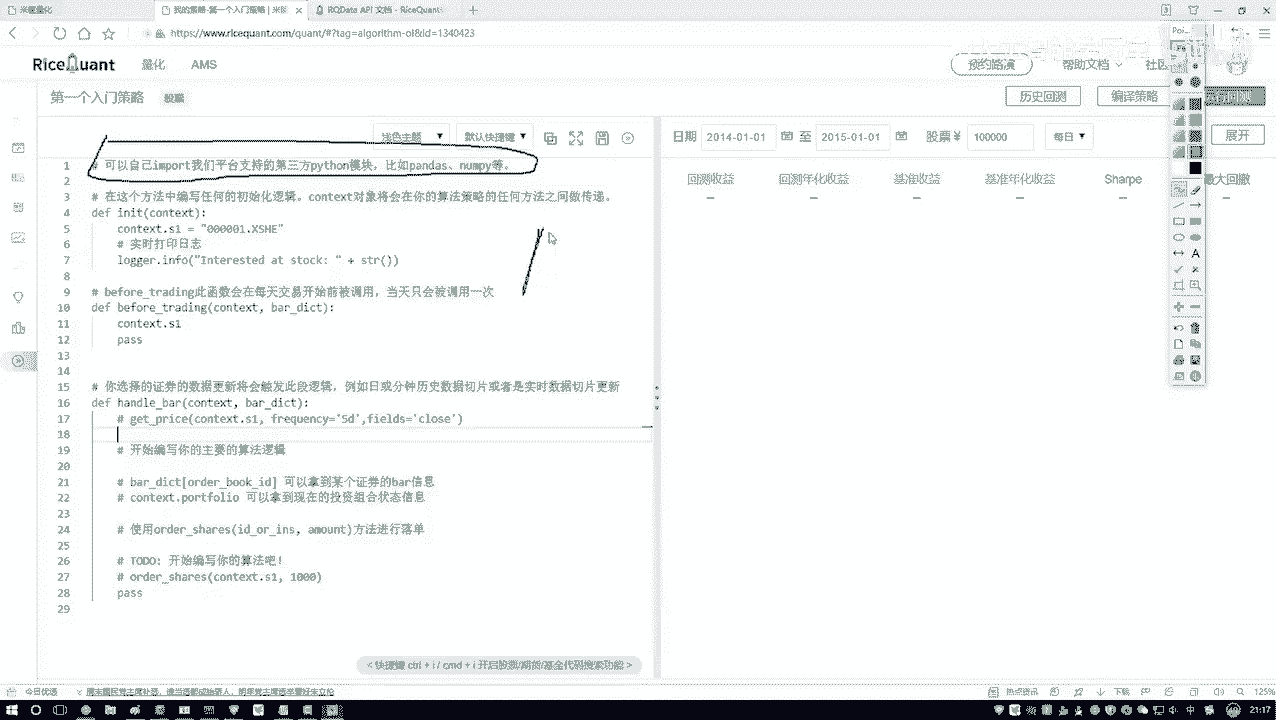 米筐量化
我的策略-第一个入门策略 | 米筐
RQData API 文档 - RiceQuant
https://www.ricequant.com/quant/#?tag=algorithm-ol&id=1340423
RiceQuant 量化 AMS 预约路演 帮助文档 社区
第一个入门策略 历史回测 编译策略
浅色主题 默认快捷键 日期 2014-01-01 至 2015-01-01 股票 ¥ 100000 每日 展开
回测收益 回测年化收益 基准收益 基准年化收益 Sharpe 最大回撤
1 # 可以自己import我们平台支持的第三方python模块，比如pandas、numpy等。
2
3 # 在这个方法中编写任何的初始化逻辑。context对象将会在你的算法策略的任何方法之间做传递。
4 def init(context):
5 context.s1 = "000001.XSHE"
6 # 实时打印日志
7 logger.info("Interested at stock: " + str())
8
9 # before_trading此函数会在每天交易开始前被调用，当天只会被调用一次
10 def before_trading(context, bar_dict):
11 context.s1
12 pass
13
14
15 # 你选择的证券的数据更新将会触发此段逻辑，例如日或分钟历史数据切片或者是实时数据切片更新
16 def handle_bar(context, bar_dict):
17 # get_price(context.s1, frequency='5d',fields='close')
18
19 # 开始编写你的主要的算法逻辑
20
21 # bar_dict[order_book_id] 可以拿到某个证券的bar信息
22 # context.portfolio 可以拿到现在的投资组合状态信息
23
24 # 使用order_shares(id_or_ins, amount)方法进行落单
25
26 # TODO: 开始编写你的算法吧！
27 # order_shares(context.s1, 1000)
28 pass
29
< 快捷键 ctrl + i / cmd + i 开启股票/期货/基金代码搜索功能 >
今日优选 热点资讯 下载 125%
21:17